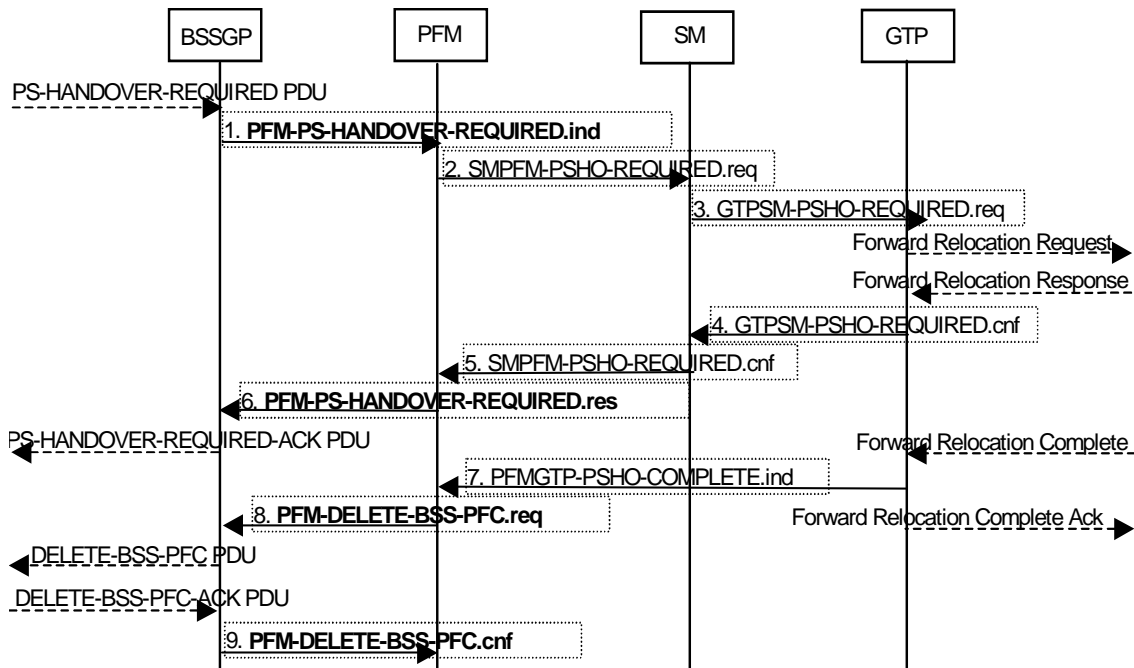 BSSGP
PFM
SM
GTP
PS-HANDOVER-REQUIRED PDU
1. PFM-PS-HANDOVER-REQUIRED.ind
2. SMPFM-PSHO-REQUIRED.req
3. GTPSM-PSHO-REQUIRED.req
Forward Relocation Request
Forward Relocation Response
4. GTPSM-PSHO-REQUIRED.cnf
5. SMPFM-PSHO-REQUIRED.cnf
6. PFM-PS-HANDOVER-REQUIRED.res
PS-HANDOVER-REQUIRED-ACK PDU
Forward Relocation Complete
7. PFMGTP-PSHO-COMPLETE.ind
8. PFM-DELETE-BSS-PFC.req
Forward Relocation Complete Ack
DELETE-BSS-PFC PDU
DELETE-BSS-PFC-ACK PDU
9. PFM-DELETE-BSS-PFC.cnf